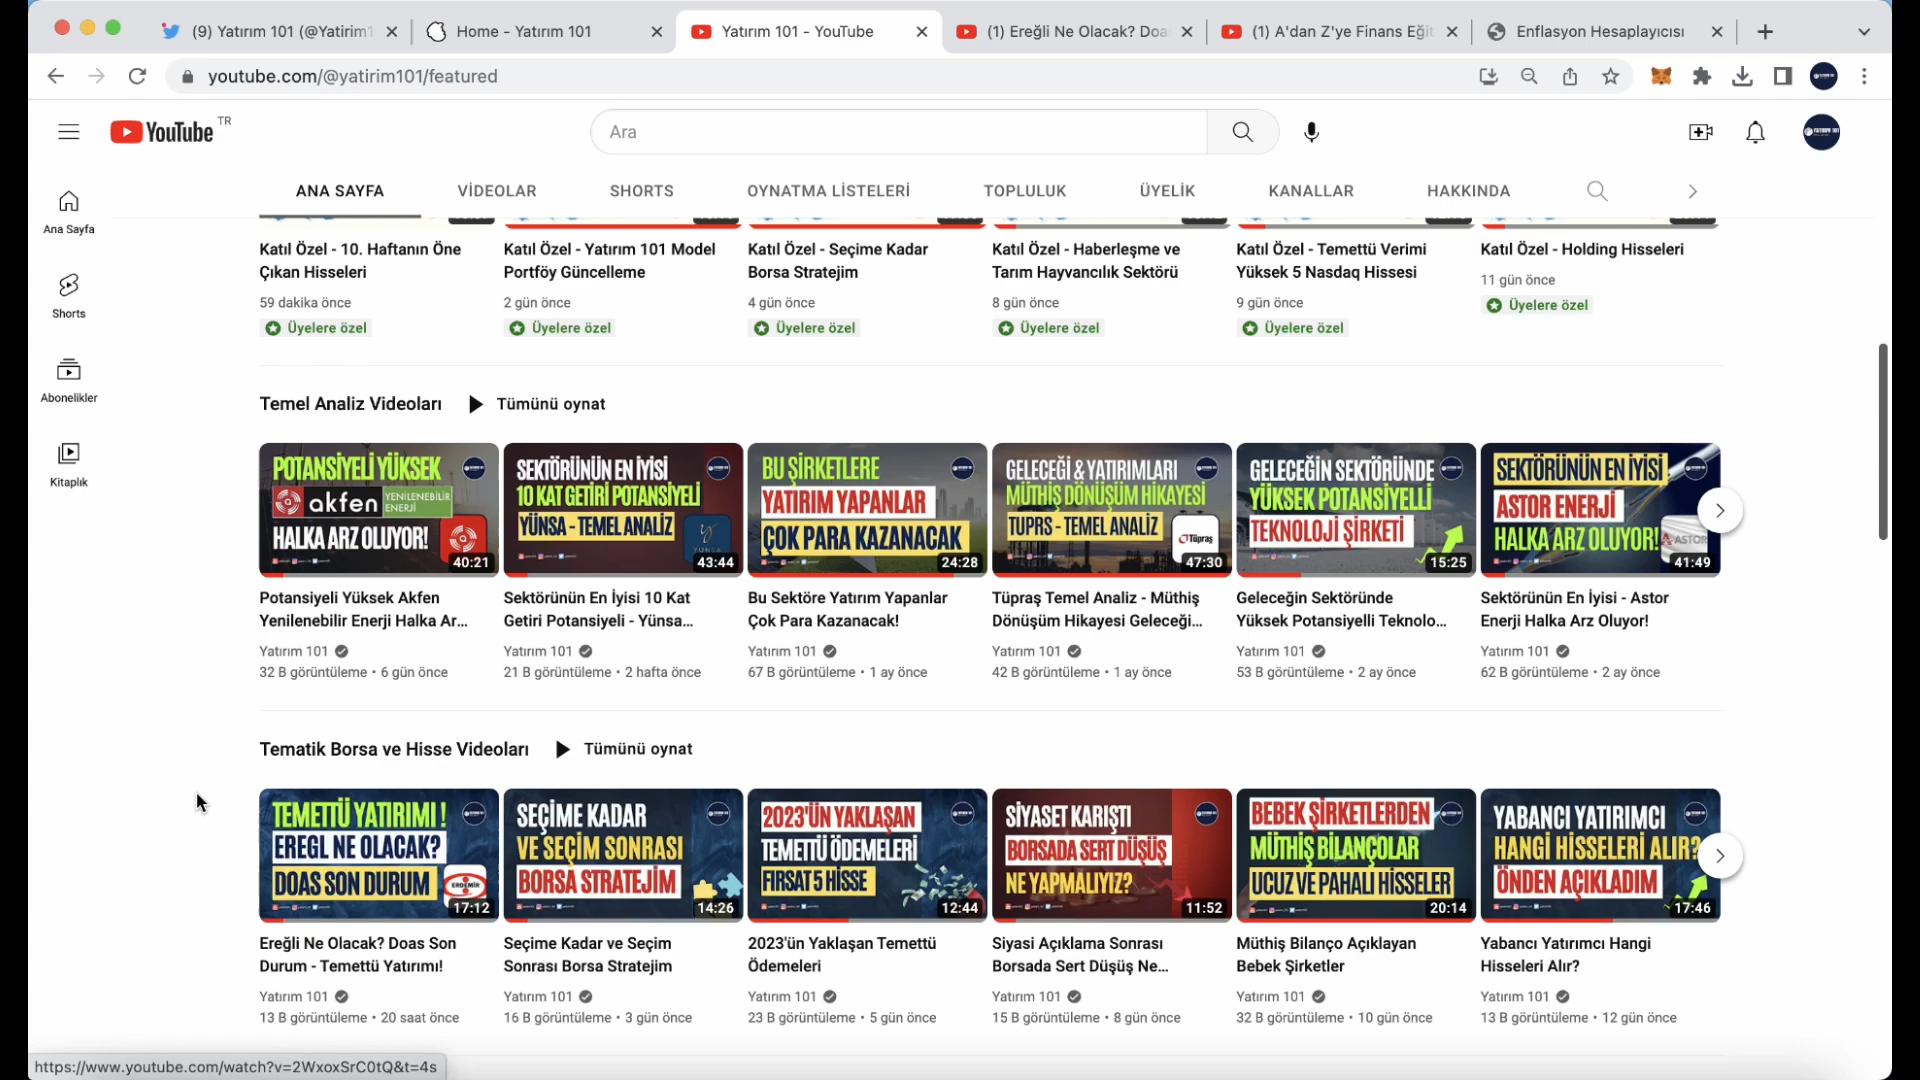 (9) Yatırım 101 (@Yatirim1
Home - Yatırım 101
Yatırım 101 - YouTube
(1) Ereğli Ne Olacak? Doas
(1) A'dan Z'ye Finans Eğit
Enflasyon Hesaplayıcısı
youtube.com/@yatirim101/featured
YouTube TR
Ara
ANA SAYFA
VİDEOLAR
SHORTS
OYNATMA LİSTELERİ
TOPLULUK
ÜYELİK
KANALLAR
HAKKINDA
Ana Sayfa
Shorts
Abonelikler
Kitaplık
Katıl Özel - 10. Haftanın Öne
Çıkan Hisseleri
59 dakika önce
Üyelere özel
Katıl Özel - Yatırım 101 Model
Portföy Güncelleme
2 gün önce
Üyelere özel
Katıl Özel - Seçime Kadar
Borsa Stratejim
4 gün önce
Üyelere özel
Katıl Özel - Haberleşme ve
Tarım Hayvancılık Sektörü
8 gün önce
Üyelere özel
Katıl Özel - Temettü Verimi
Yüksek 5 Nasdaq Hissesi
9 gün önce
Üyelere özel
Katıl Özel - Holding Hisseleri
11 gün önce
Üyelere özel
Temel Analiz Videoları
Tümünü oynat
POTANSİYELİ YÜKSEK
akfen YENİLENEBİLİR
ENERJİ
HALKA ARZ OLUYOR!
40:21
Potansiyeli Yüksek Akfen
Yenilenebilir Enerji Halka Ar...
Yatırım 101
32 B görüntüleme • 6 gün önce
SEKTÖRÜNÜN EN İYİSİ
10 KAT GETİRİ POTANSİYELİ
YÜNSA - TEMEL ANALİZ
YÜNSA
43:44
Sektörünün En İyisi 10 Kat
Getiri Potansiyeli - Yünsa...
Yatırım 101
21 B görüntüleme • 2 hafta önce
BU ŞİRKETLERE
YATIRIM YAPANLAR
ÇOK PARA KAZANACAK
24:28
Bu Sektöre Yatırım Yapanlar
Çok Para Kazanacak!
Yatırım 101
67 B görüntüleme • 1 ay önce
GELECEĞİ & YATIRIMLARI
MÜTHİŞ DÖNÜŞÜM HİKAYESİ
TUPRS - TEMEL ANALİZ
Tüpraş
47:30
Tüpraş Temel Analiz - Müthiş
Dönüşüm Hikayesi Geleceği...
Yatırım 101
42 B görüntüleme • 1 ay önce
GELECEĞİN SEKTÖRÜNDE
YÜKSEK POTANSİYELLİ
TEKNOLOJİ ŞİRKETİ
15:25
Geleceğin Sektöründe
Yüksek Potansiyelli Teknolo...
Yatırım 101
53 B görüntüleme • 2 ay önce
SEKTÖRÜNÜN EN İYİSİ
ASTOR ENERJİ
HALKA ARZ OLUYOR!
ASTOR
41:49
Sektörünün En İyisi - Astor
Enerji Halka Arz Oluyor!
Yatırım 101
62 B görüntüleme • 2 ay önce
Tematik Borsa ve Hisse Videoları
Tümünü oynat
TEMETTÜ YATIRIMI !
EREGL NE OLACAK?
DOAS SON DURUM
ERDEMİR
17:12
Ereğli Ne Olacak? Doas Son
Durum - Temettü Yatırımı!
Yatırım 101
13 B görüntüleme • 20 saat önce
SEÇİME KADAR
VE SEÇİM SONRASI
BORSA STRATEJİM
14:26
Seçime Kadar ve Seçim
Sonrası Borsa Stratejim
Yatırım 101
16 B görüntüleme • 3 gün önce
2023'ÜN YAKLAŞAN
TEMETTÜ ÖDEMELERİ
FIRSAT 5 HİSSE
12:44
2023'ün Yaklaşan Temettü
Ödemeleri
Yatırım 101
23 B görüntüleme • 5 gün önce
SİYASET KARIŞTI
BORSADA SERT DÜŞÜŞ
NE YAPMALIYIZ?
11:52
Siyasi Açıklama Sonrası
Borsada Sert Düşüş Ne...
Yatırım 101
15 B görüntüleme • 8 gün önce
BEBEK ŞİRKETLERDEN
MÜTHİŞ BİLANÇOLAR
UCUZ VE PAHALI HİSSELER
20:14
Müthiş Bilanço Açıklayan
Bebek Şirketler
Yatırım 101
32 B görüntüleme • 10 gün önce
YABANCI YATIRIMCI
HANGİ HİSSELERİ ALIR?
ÖNDEN AÇIKLADIM
17:46
Yabancı Yatırımcı Hangi
Hisseleri Alır?
Yatırım 101
13 B görüntüleme • 12 gün önce
https://www.youtube.com/watch?v=2WxoxSrC0tQ&t=4s